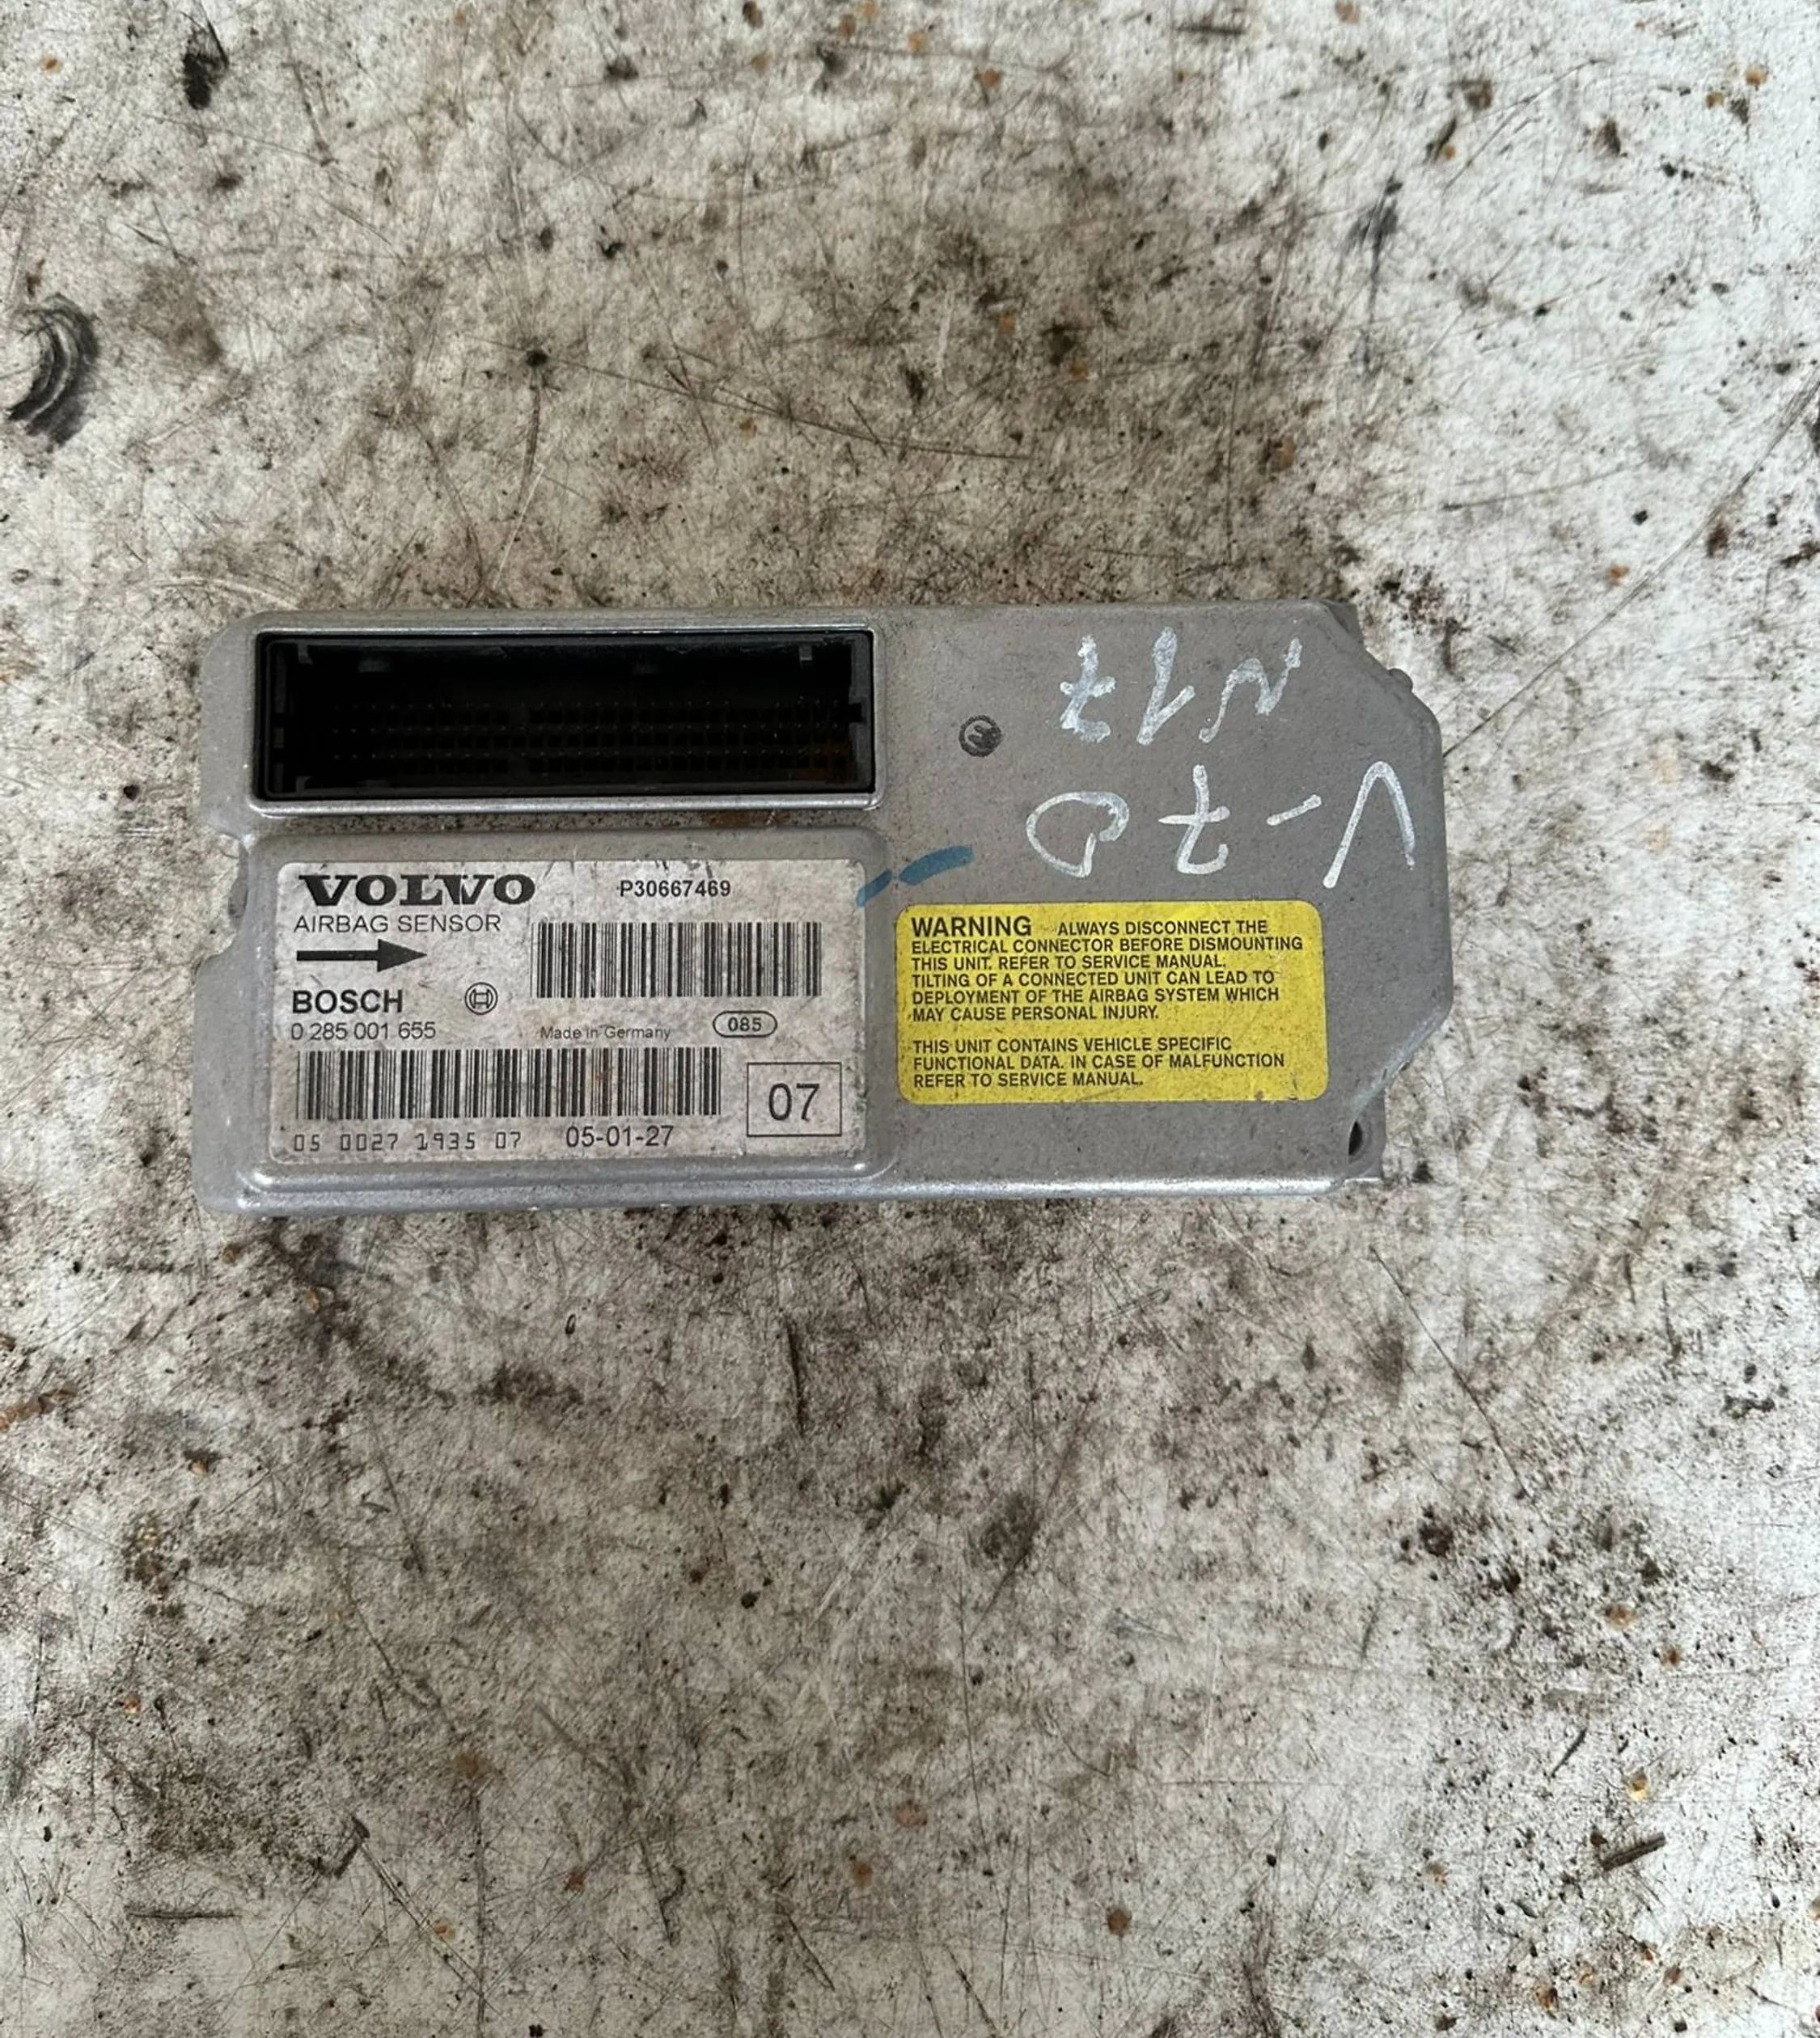 N17
V-70
VOLVO P30667469
AIRBAG SENSOR
BOSCH
0 285 001 655 Made in Germany 085
07
05 0027 1935 07 05-01-27
WARNING ALWAYS DISCONNECT THE
ELECTRICAL CONNECTOR BEFORE DISMOUNTING
THIS UNIT. REFER TO SERVICE MANUAL.
TILTING OF A CONNECTED UNIT CAN LEAD TO
DEPLOYMENT OF THE AIRBAG SYSTEM WHICH
MAY CAUSE PERSONAL INJURY.
THIS UNIT CONTAINS VEHICLE SPECIFIC
FUNCTIONAL DATA. IN CASE OF MALFUNCTION
REFER TO SERVICE MANUAL.